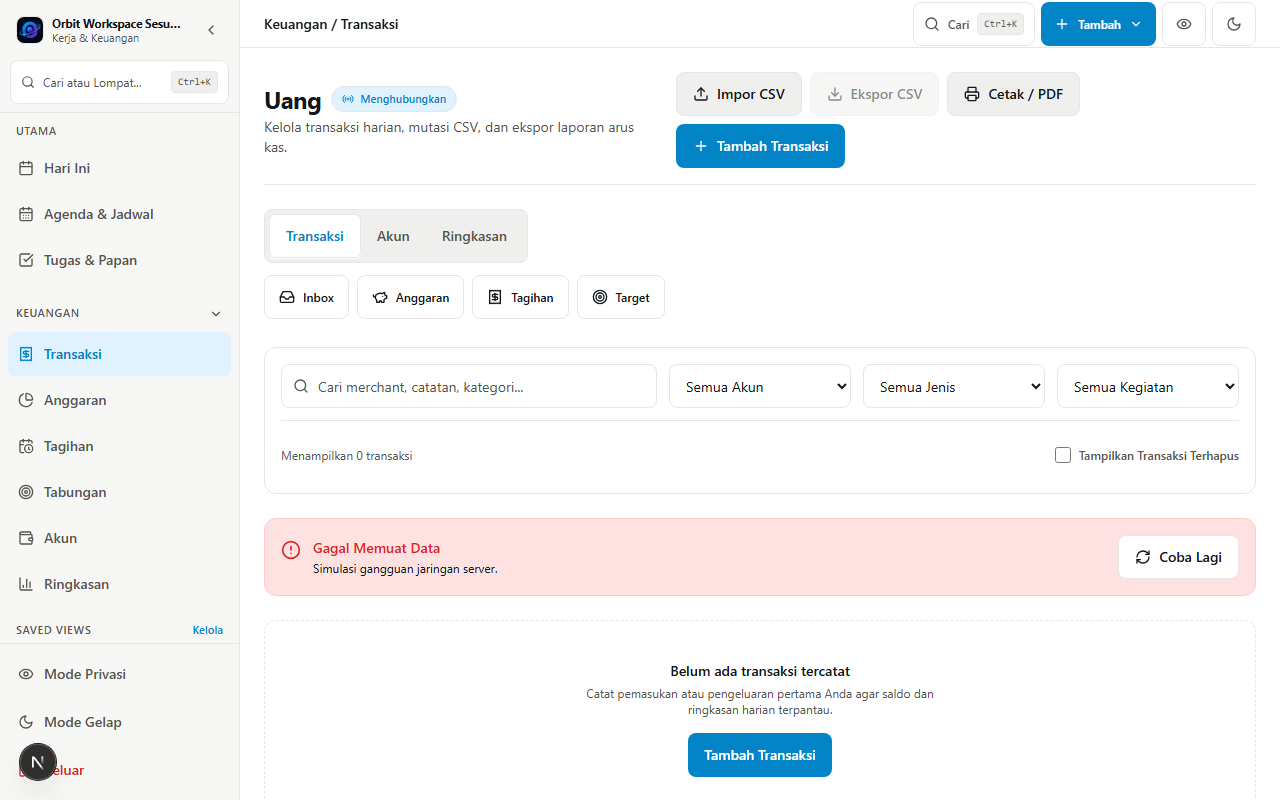 Orbit Workspace Sesu...
Kerja & Keuangan
Cari atau Lompat... Ctrl+K
UTAMA
Hari Ini
Agenda & Jadwal
Tugas & Papan
KEUANGAN
Transaksi
Anggaran
Tagihan
Tabungan
Akun
Ringkasan
SAVED VIEWS Kelola
Mode Privasi
Mode Gelap
N
Keuangan / Transaksi
Cari Ctrl+K
Tambah
Uang Menghubungkan
Kelola transaksi harian, mutasi CSV, dan ekspor laporan arus
kas.
Impor CSV Ekspor CSV Cetak / PDF
Tambah Transaksi
Transaksi Akun Ringkasan
Inbox Anggaran Tagihan Target
Cari merchant, catatan, kategori... Semua Akun Semua Jenis Semua Kegiatan
Menampilkan 0 transaksi Tampilkan Transaksi Terhapus
Gagal Memuat Data
Simulasi gangguan jaringan server.
Coba Lagi
Belum ada transaksi tercatat
Catat pemasukan atau pengeluaran pertama Anda agar saldo dan
ringkasan harian terpantau.
Tambah Transaksi